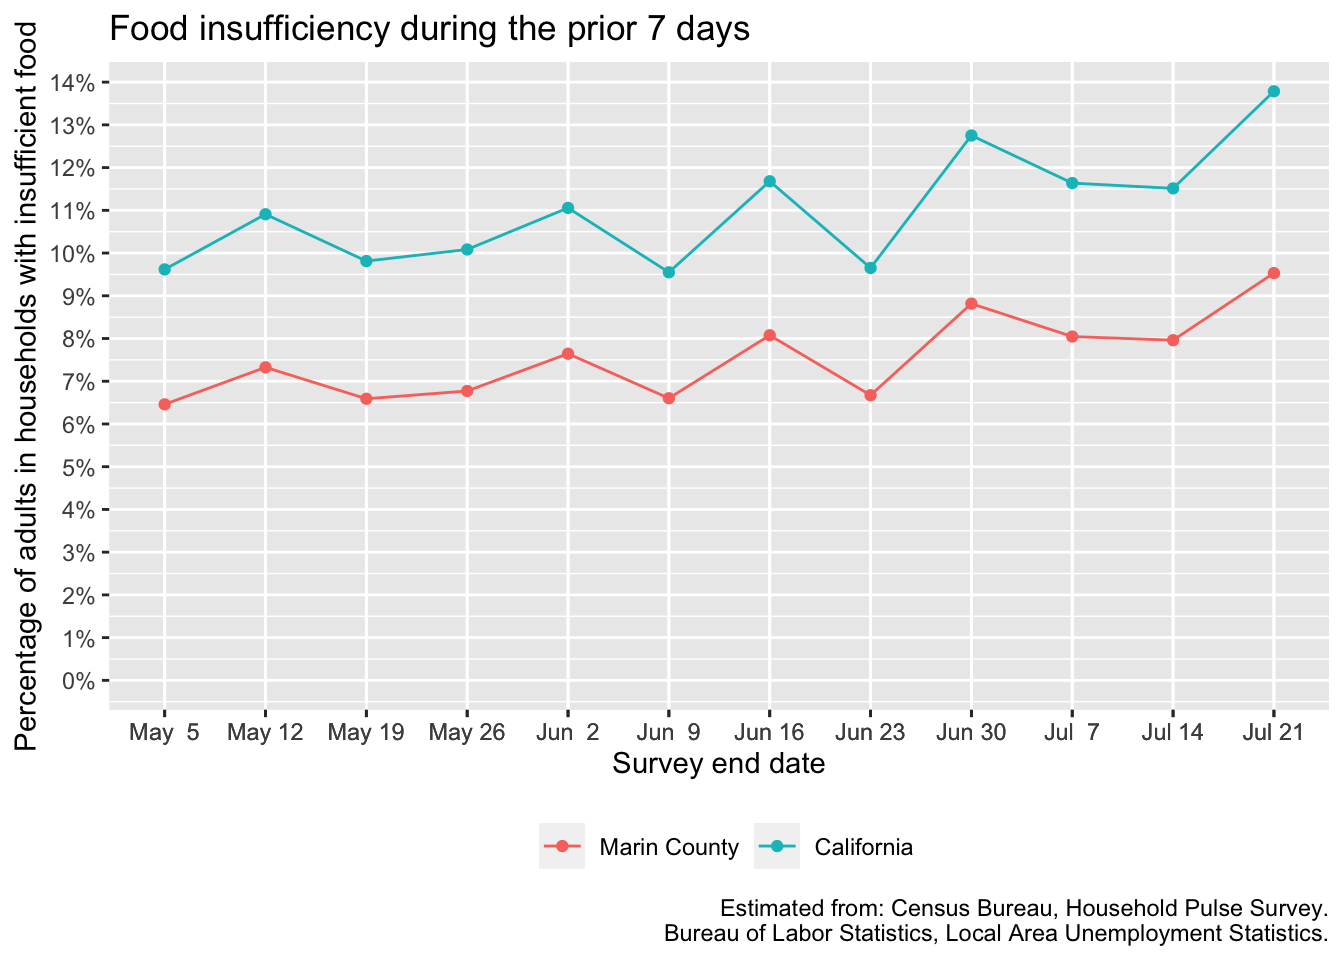 Food insufficiency during the prior 7 days
Percentage of adults in households with insufficient food
14%
13%
12%
11%
10%
9%
8%
7%
6%
5%
4%
3%
2%
1%
0%
May 5 May 12 May 19 May 26 Jun 2 Jun 9 Jun 16 Jun 23 Jun 30 Jul 7 Jul 14 Jul 21
Survey end date
Marin County California
Estimated from: Census Bureau, Household Pulse Survey.
Bureau of Labor Statistics, Local Area Unemployment Statistics.